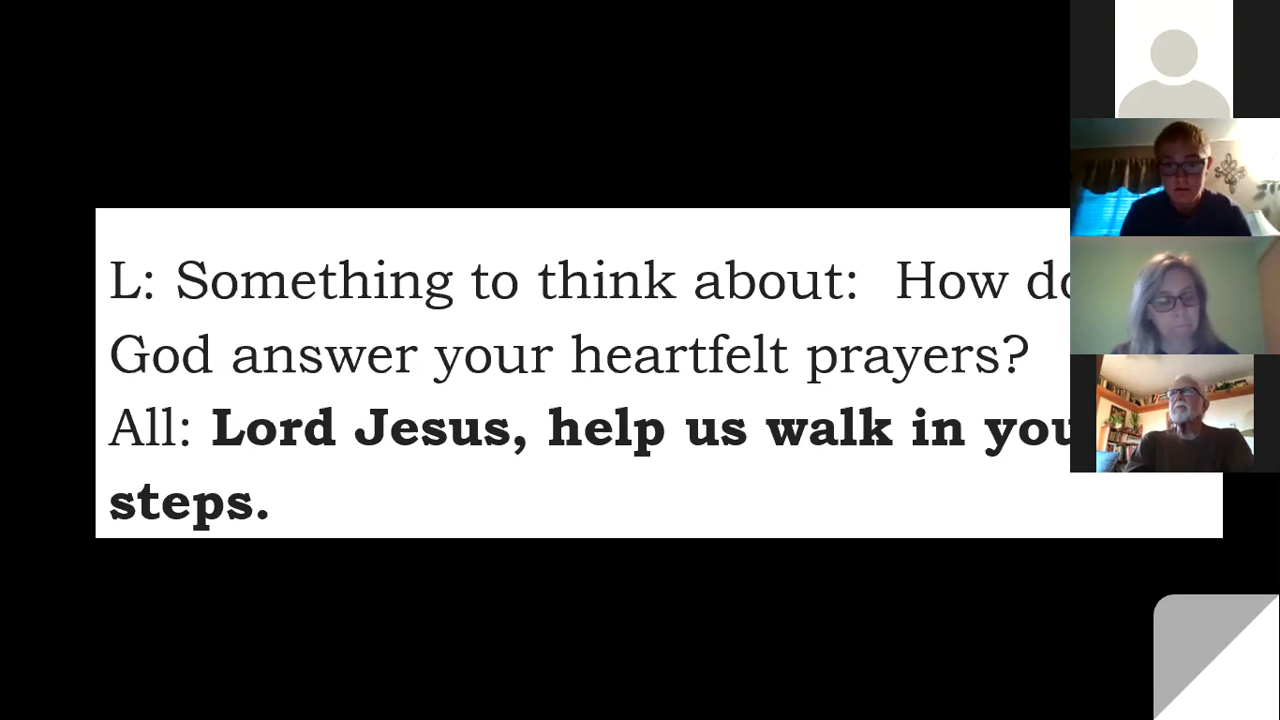 L: Something to think about: How do
God answer your heartfelt prayers?
All: Lord Jesus, help us walk in you
steps.